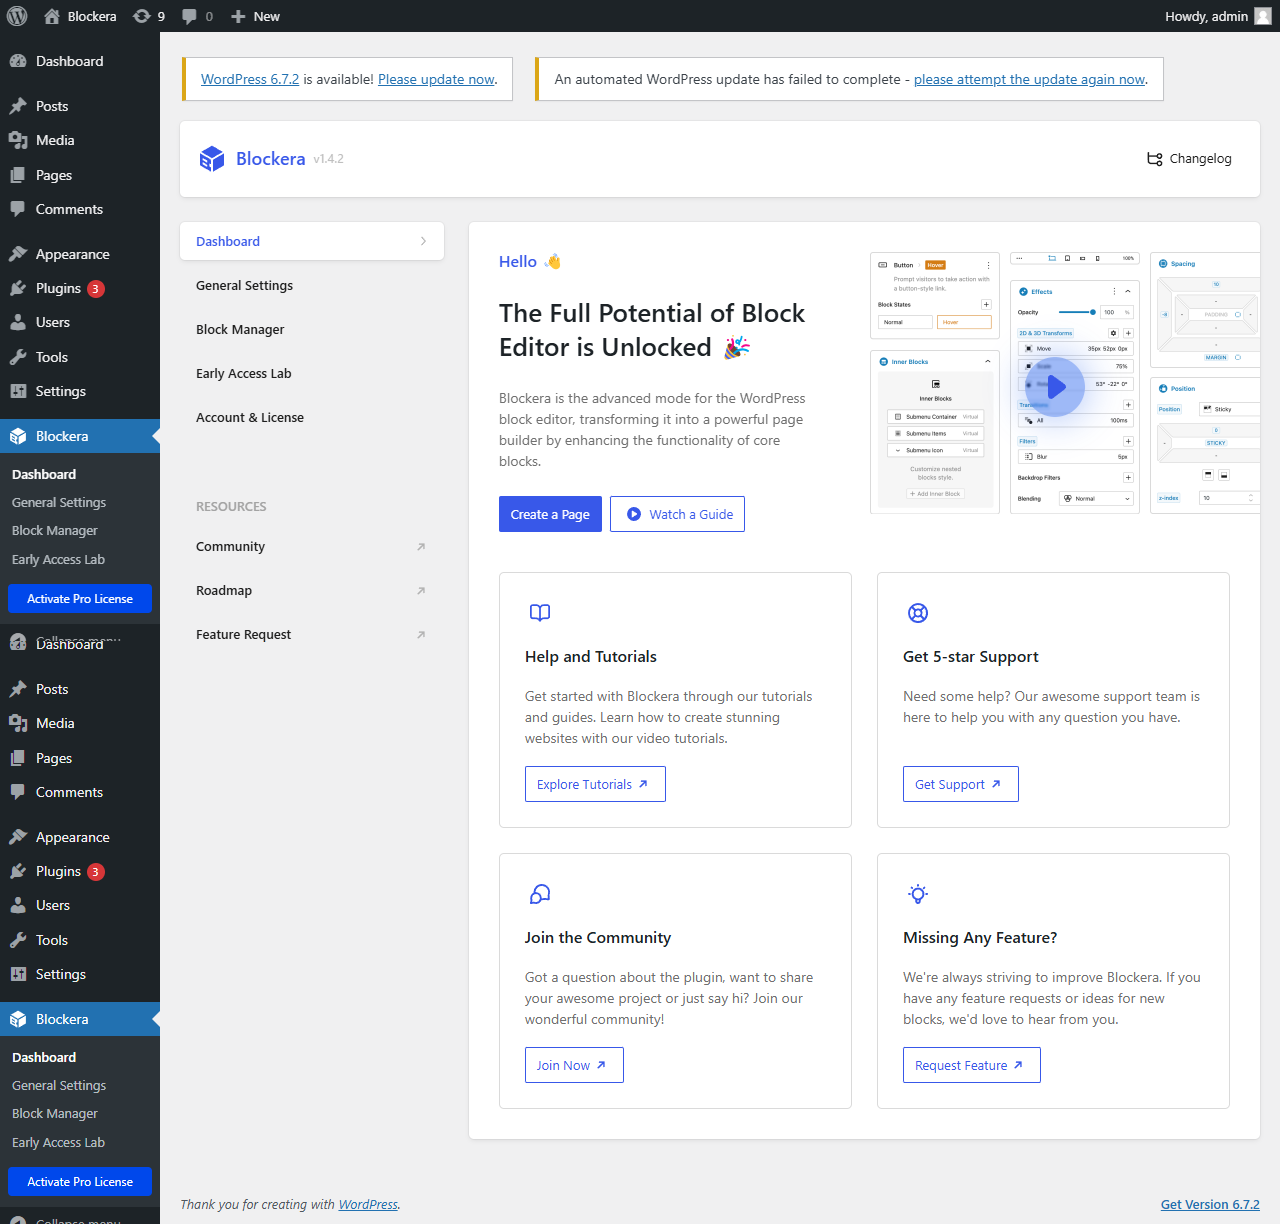 Blockera
9
0
New
Howdy, admin
Dashboard
Posts
Media
Pages
Comments
Appearance
Plugins 3
Users
Tools
Settings
Blockera
Dashboard
General Settings
Block Manager
Early Access Lab
Activate Pro License
Collapse menu
Dashboard
Posts
Media
Pages
Comments
Appearance
Plugins 3
Users
Tools
Settings
Blockera
Dashboard
General Settings
Block Manager
Early Access Lab
Activate Pro License
Collapse menu
WordPress 6.7.2 is available! Please update now.
An automated WordPress update has failed to complete - please attempt the update again now.
Blockera v1.4.2
Changelog
Dashboard
General Settings
Block Manager
Early Access Lab
Account & License
RESOURCES
Community
Roadmap
Feature Request
Hello
The Full Potential of Block
Editor is Unlocked
Blockera is the advanced mode for the WordPress
block editor, transforming it into a powerful page
builder by enhancing the functionality of core
blocks.
Create a Page
Watch a Guide
Button
Hover
Prompt visitors to take action with
a button-style link.
Block States
Normal
Hover
Inner Blocks
Inner Blocks
Submenu Container Virtual
Submenu Items Virtual
Submenu Icon Virtual
Customize nested
blocks style.
+ Add Inner Block
100%
Effects
Opacity 100 %
2D & 3D Transforms
Move 35px 52px 0px
Scale 75%
53° -22° 0°
Transitions
All 100ms
Filters
Blur 5px
Backdrop Filters
Blending Normal
Spacing
10
PADDING
MARGIN
Position
Position Sticky
0
STICKY
z-index 10
Help and Tutorials
Get started with Blockera through our tutorials
and guides. Learn how to create stunning
websites with our video tutorials.
Explore Tutorials
Get 5-star Support
Need some help? Our awesome support team is
here to help you with any question you have.
Get Support
Join the Community
Got a question about the plugin, want to share
your awesome project or just say hi? Join our
wonderful community!
Join Now
Missing Any Feature?
We're always striving to improve Blockera. If you
have any feature requests or ideas for new
blocks, we'd love to hear from you.
Request Feature
Thank you for creating with WordPress.
Get Version 6.7.2